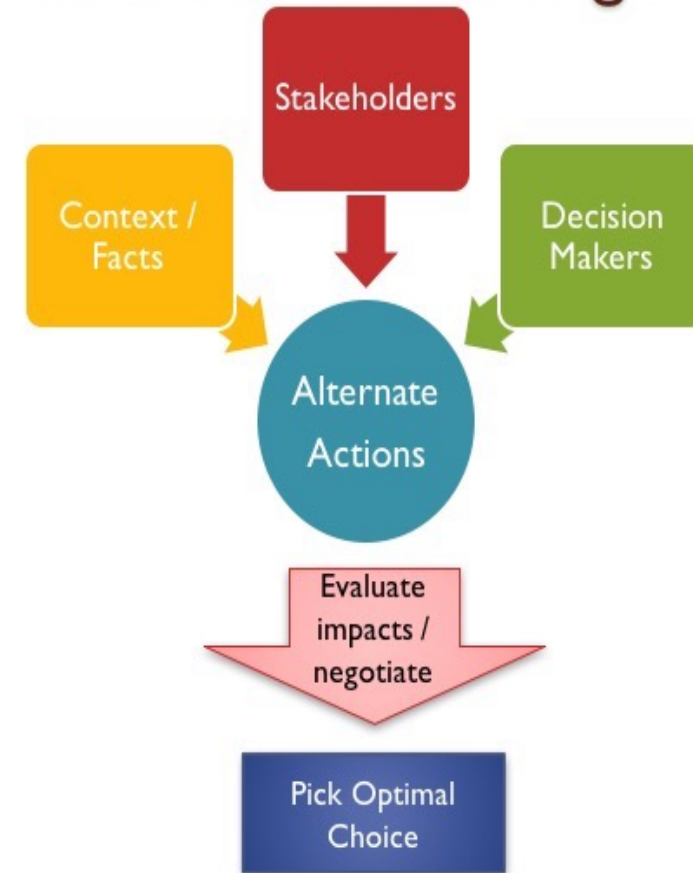 Stakeholders
Context /
Facts
Decision
Makers
Alternate
Actions
Evaluate
impacts /
negotiate
Pick Optimal
Choice